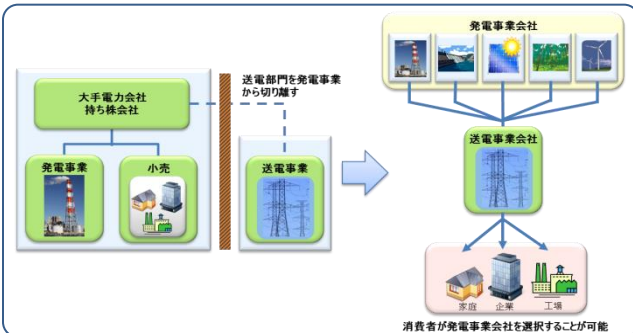 発電事業会社
送電部門を発電事業
から切り離す
大手電力会社
持ち株会社
発電事業
小売
送電事業
送電事業会社
家庭
企業
工場
消費者が発電事業会社を選択することが可能